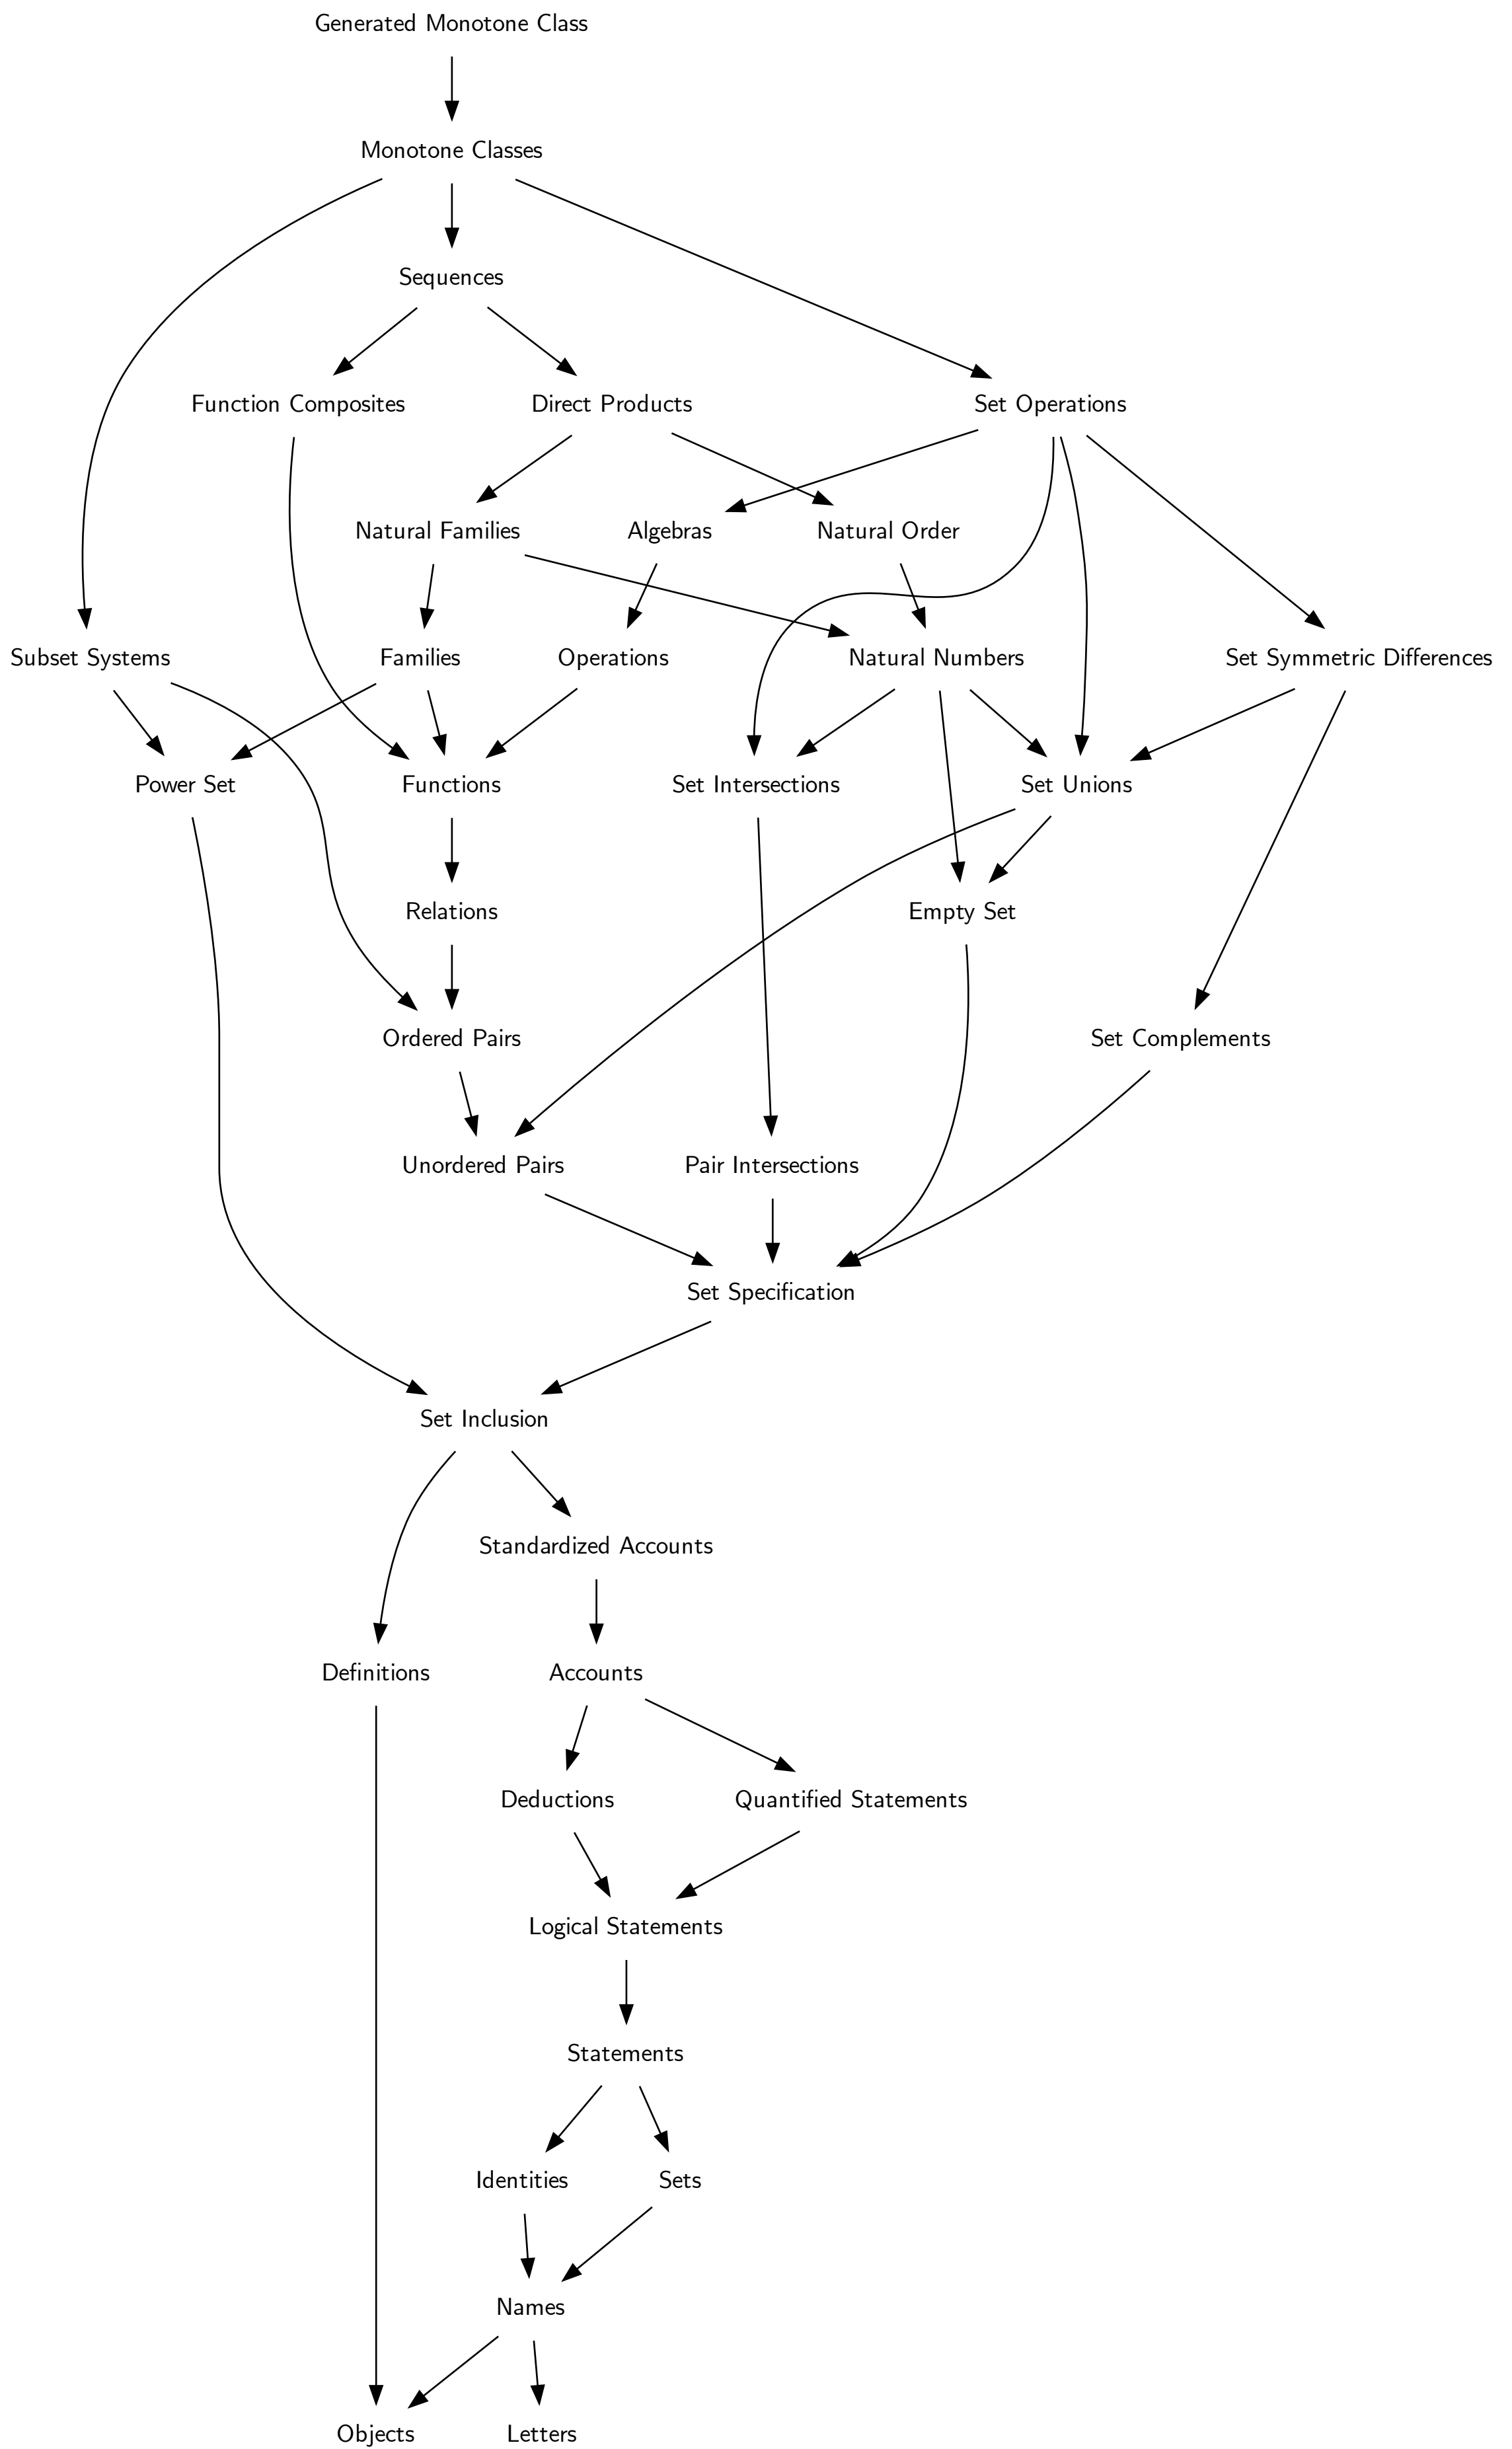 Generated Monotone Class
Monotone Classes
Sequences
Function Composites
Direct Products
Set Operations
Natural Families
Algebras
Natural Order
Subset Systems
Families
Operations
Natural Numbers
Set Symmetric Differences
Power Set
Functions
Set Intersections
Set Unions
Relations
Empty Set
Ordered Pairs
Set Complements
Unordered Pairs
Pair Intersections
Set Specification
Set Inclusion
Standardized Accounts
Definitions
Accounts
Deductions
Quantified Statements
Logical Statements
Statements
Identities
Sets
Names
Objects
Letters